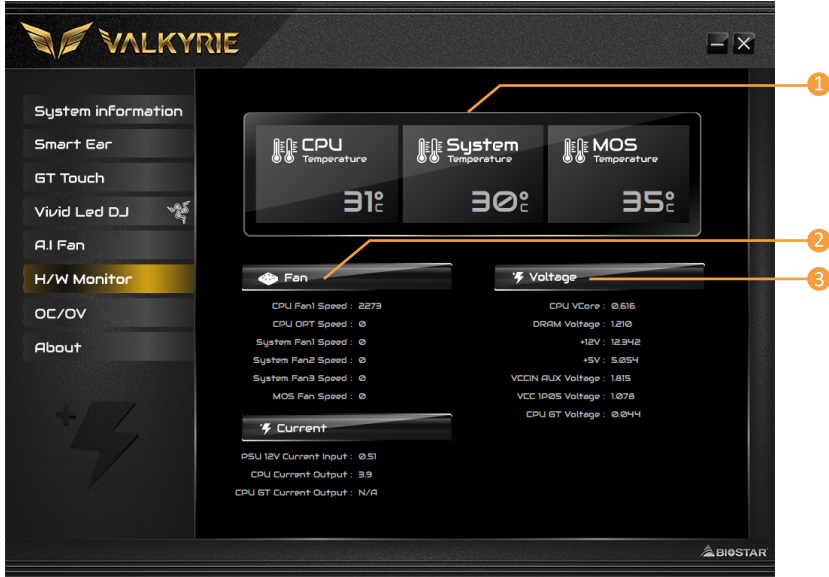 VALKYRIE
System information
Smart Ear
GT Touch
Vivid Led DJ
A.I Fan
H/W Monitor
OC/OV
About
1
CPU
Temperature
31°C
System
Temperature
30°C
MOS
Temperature
35°C
2
Fan
CPU Fan1 Speed : 2273
CPU OPT Speed : 0
System Fan1 Speed : 0
System Fan2 Speed : 0
System Fan3 Speed : 0
MOS Fan Speed : 0
Current
PSU 12V Current Input : 0.51
CPU Current Output : 3.9
CPU GT Current Output : N/A
3
Voltage
CPU VCore : 0.616
DRAM Voltage : 1.210
+12V : 12.342
+5V : 5.054
VCCIN AUX Voltage : 1.815
VCC 1P05 Voltage : 1.078
CPU GT Voltage : 0.044
BIOSTAR